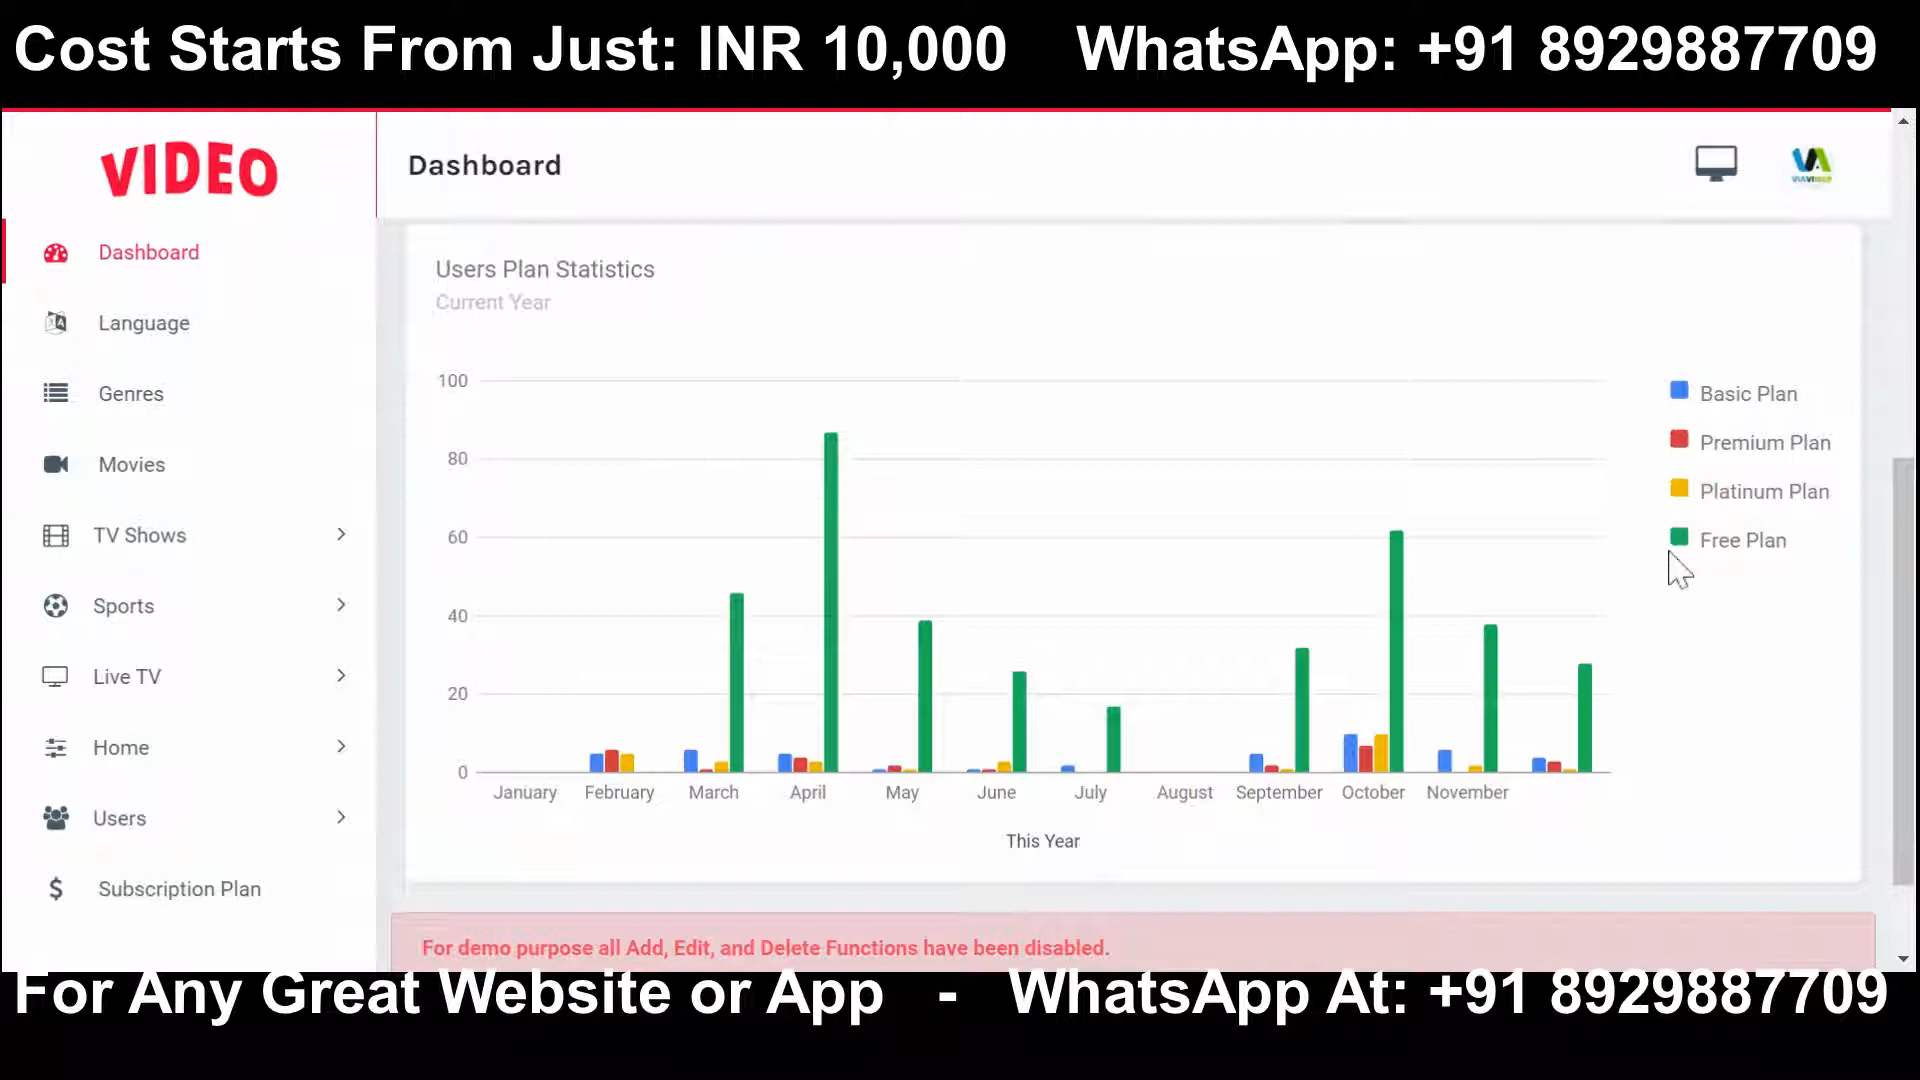 Cost Starts From Just: INR 10,000 WhatsApp: +91 8929887709
VIDEO
Dashboard
VA
Dashboard
Language
Genres
Movies
TV Shows
Sports
Live TV
Home
Users
Subscription Plan
Users Plan Statistics
Current Year
100
80
60
40
20
0
January February March April May June July August September October November
This Year
Basic Plan
Premium Plan
Platinum Plan
Free Plan
For demo purpose all Add, Edit, and Delete Functions have been disabled.
For Any Great Website or App - WhatsApp At: +91 8929887709